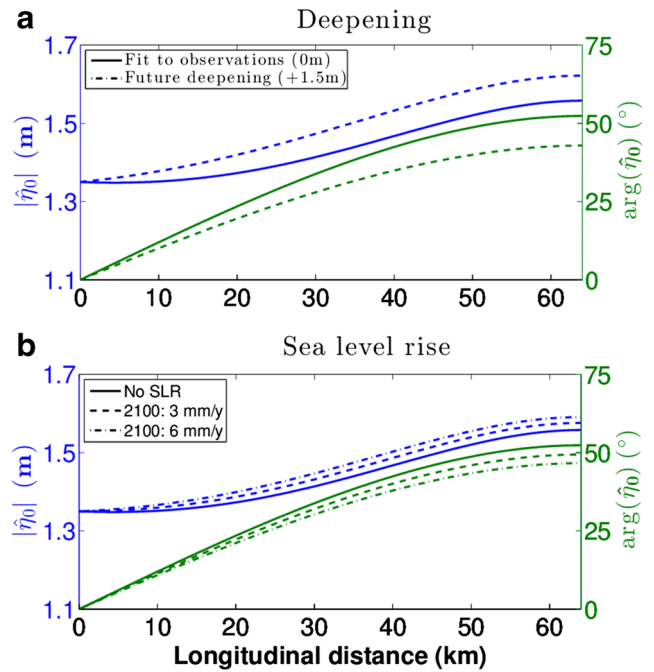 a
Deepening
1.7
1.5
1.3
1.1
|η̂0| (m)
Fit to observations (0m)
Future deepening (+1.5m)
75
50
25
0
arg(η̂0) (°)
0 10 20 30 40 50 60
b
Sea level rise
1.7
1.5
1.3
1.1
|η̂0| (m)
No SLR
2100: 3 mm/y
2100: 6 mm/y
75
50
25
0
arg(η̂0) (°)
0 10 20 30 40 50 60
Longitudinal distance (km)